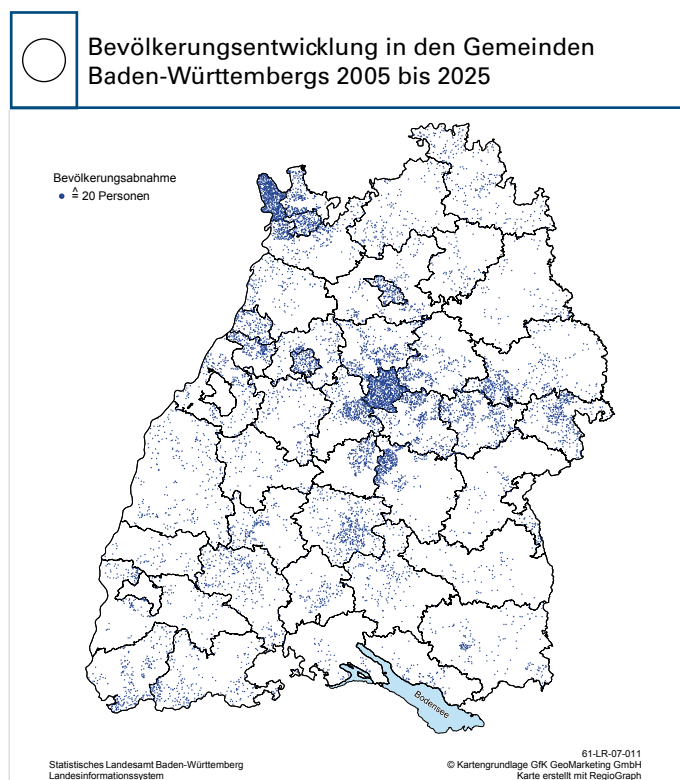 Bevölkerungsentwicklung in den Gemeinden
Baden-Württembergs 2005 bis 2025
Bevölkerungsabnahme
≙ 20 Personen
Bodensee
61-LR-07-011
Statistisches Landesamt Baden-Württemberg
© Kartengrundlage GfK GeoMarketing GmbH
Landesinformationssystem
Karte erstellt mit RegioGraph